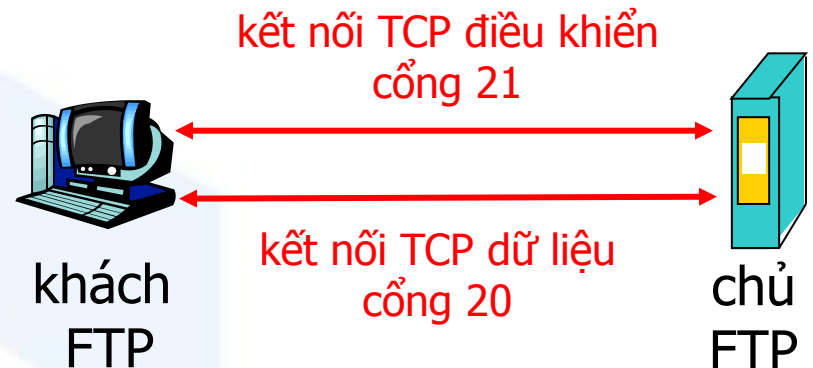 kết nối TCP điều khiển
cổng 21
kết nối TCP dữ liệu
cổng 20
khách
FTP
chủ
FTP